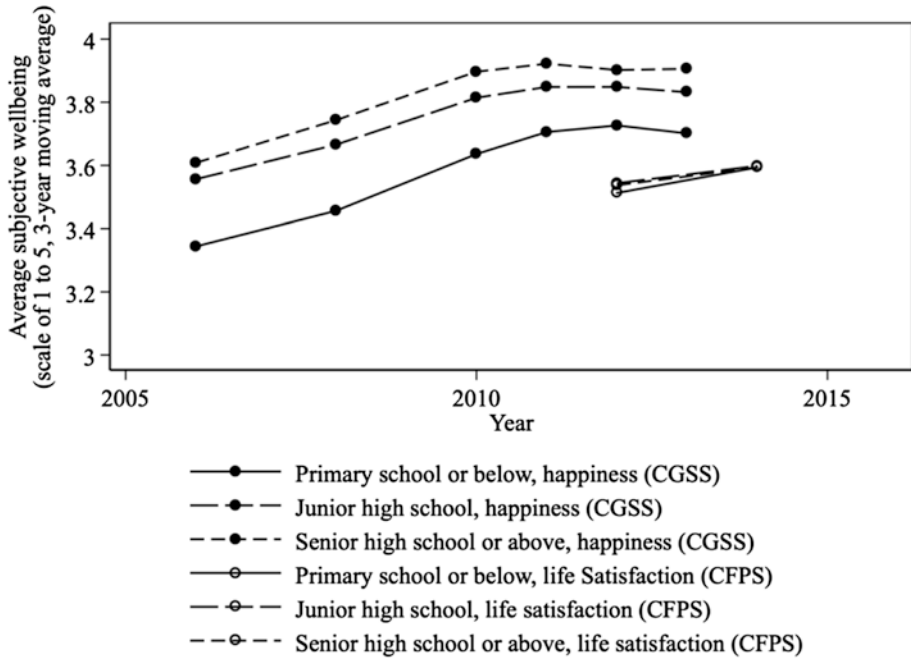 Average subjective wellbeing
(scale of 1 to 5, 3-year moving average)
4
3.8
3.6
3.4
3.2
3
2005
2010
2015
Year
Primary school or below, happiness (CGSS)
Junior high school, happiness (CGSS)
Senior high school or above, happiness (CGSS)
Primary school or below, life Satisfaction (CFPS)
Junior high school, life satisfaction (CFPS)
Senior high school or above, life satisfaction (CFPS)